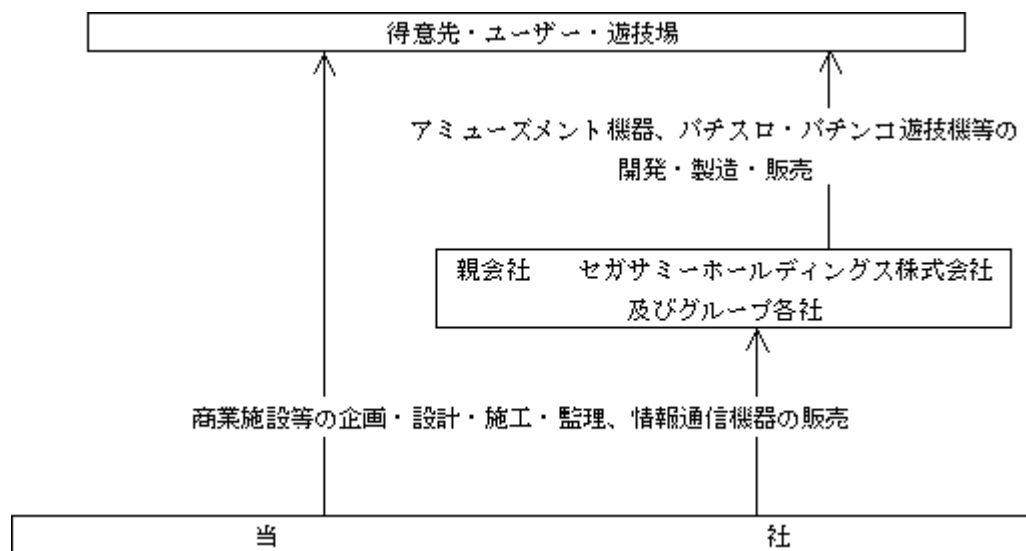 得意先・ユーザー・遊技場
アミューズメント機器、パチスロ・パチンコ遊技機等の
開発・製造・販売
親会社　　セガサミーホールディングス株式会社
及びグループ各社
商業施設等の企画・設計・施工・監理、情報通信機器の販売
当　　　　　　　　　　社